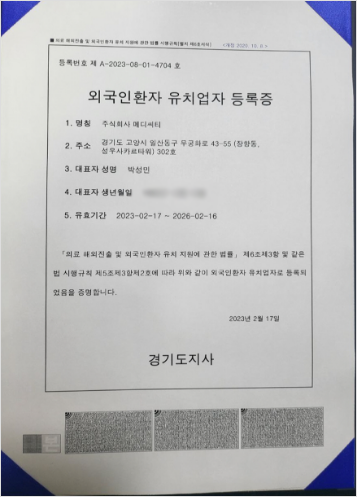 ■ 의료 해외진출 및 외국인환자 유치 지원에 관한 법률 시행규칙[별지 제6호서식]
등록번호 제 A-2023-08-01-4704 호
외국인환자 유치업자 등록증
1. 명칭 주식회사 메디씨티
2. 주소 경기도 고양시 일산동구 무궁화로 43-55 (장항동,
성우사카르타워) 302호
3. 대표자 성명 박성민
4. 대표자 생년월일
5. 유효기간 2023-02-17 ~ 2026-02-16
「의료 해외진출 및 외국인환자 유치 지원에 관한 법률」 제6조제3항 및 같은
법 시행규칙 제5조제3항제2호에 따라 위와 같이 외국인환자 유치업자로 등록되
었음을 증명합니다.
2023년 2월 17일
경기도지사